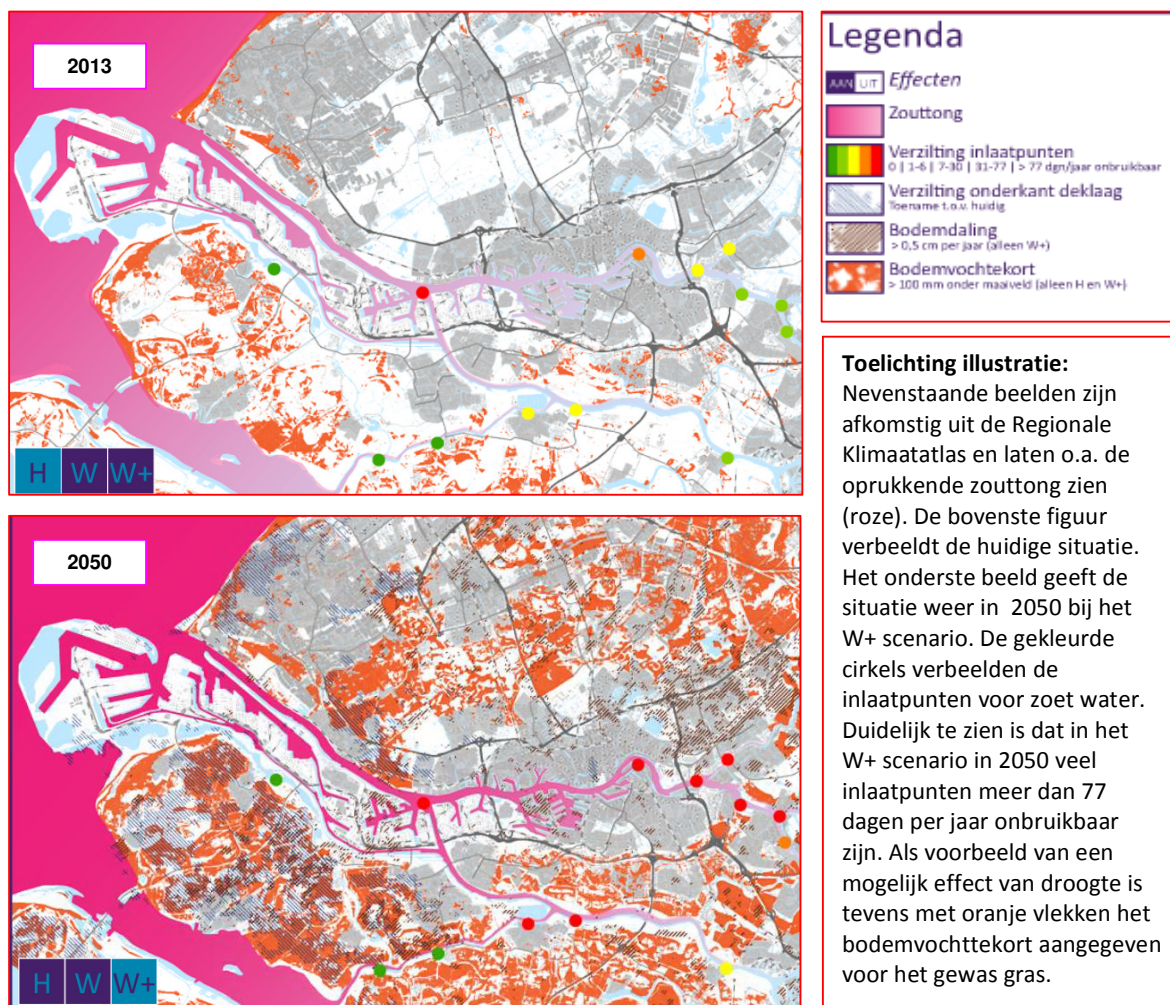 2013
H W W+
2050
H W W+
Legenda
AAN UIT Effecten
Zouttong
Verzilting inlaatpunten
0 | 1-6 | 7-30 | 31-77 | > 77 dgn/jaar onbruikbaar
Verzilting onderkant deklaag
Toename t.o.v. huidig
Bodemdaling
> 0,5 cm per jaar (alleen W+)
Bodemvochtekort
> 100 mm onder maaiveld (alleen H en W+)
Toelichting illustratie:
Nevenstaande beelden zijn
afkomstig uit de Regionale
Klimaatatlas en laten o.a. de
oprukkende zouttong zien
(roze). De bovenste figuur
verbeeldt de huidige situatie.
Het onderste beeld geeft de
situatie weer in 2050 bij het
W+ scenario. De gekleurde
cirkels verbeelden de
inlaatpunten voor zoet water.
Duidelijk te zien is dat in het
W+ scenario in 2050 veel
inlaatpunten meer dan 77
dagen per jaar onbruikbaar
zijn. Als voorbeeld van een
mogelijk effect van droogte is
tevens met oranje vlekken het
bodemvochttekort aangegeven
voor het gewas gras.